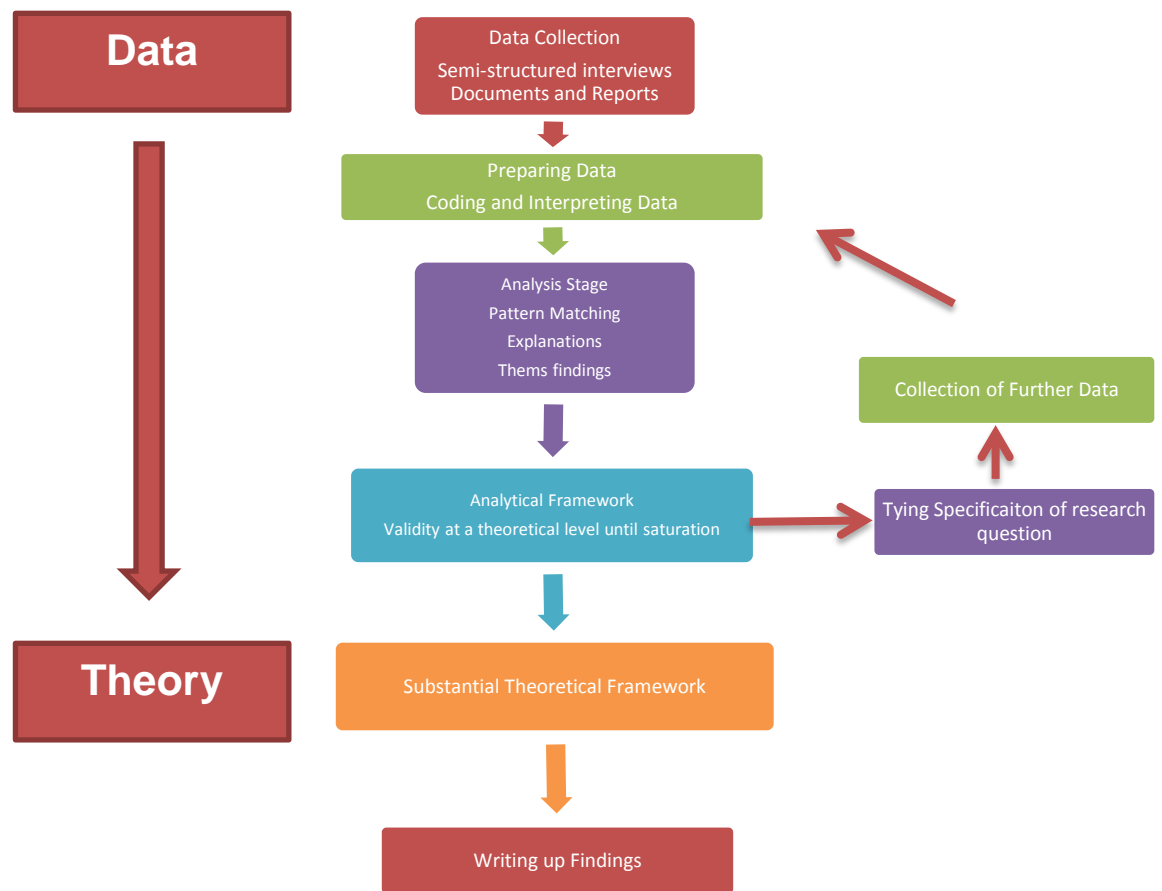 Data
Data Collection
Semi-structured interviews
Documents and Reports
Preparing Data
Coding and Interpreting Data
Analysis Stage
Pattern Matching
Explanations
Thems findings
Collection of Further Data
Analytical Framework
Validity at a theoretical level until saturation
Tying Specificaiton of research
question
Theory
Substantial Theoretical Framework
Writing up Findings